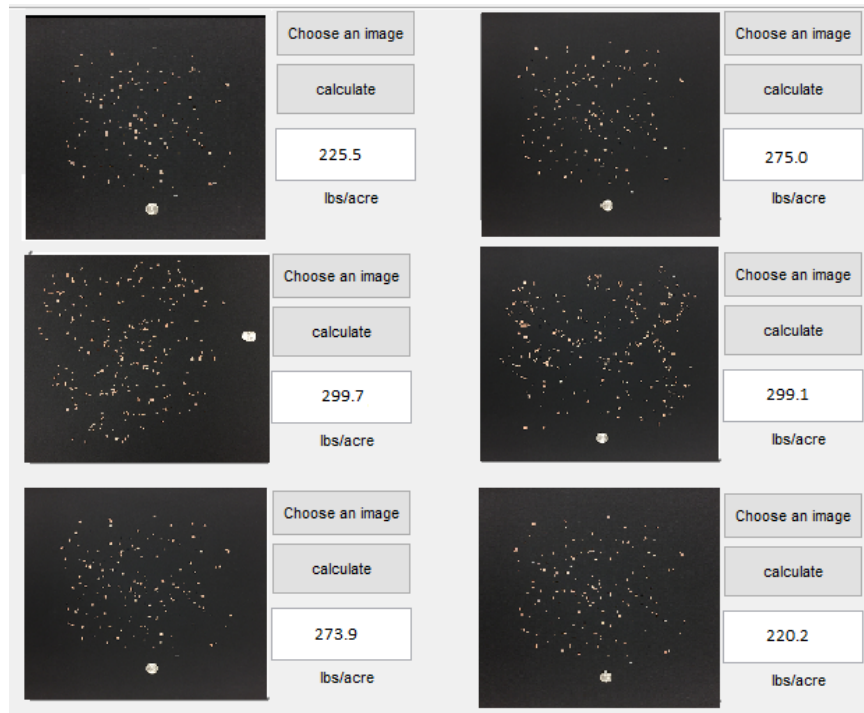 Choose an image
calculate
225.5
lbs/acre
Choose an image
calculate
275.0
lbs/acre
Choose an image
calculate
299.7
lbs/acre
Choose an image
calculate
299.1
lbs/acre
Choose an image
calculate
273.9
lbs/acre
Choose an image
calculate
220.2
lbs/acre